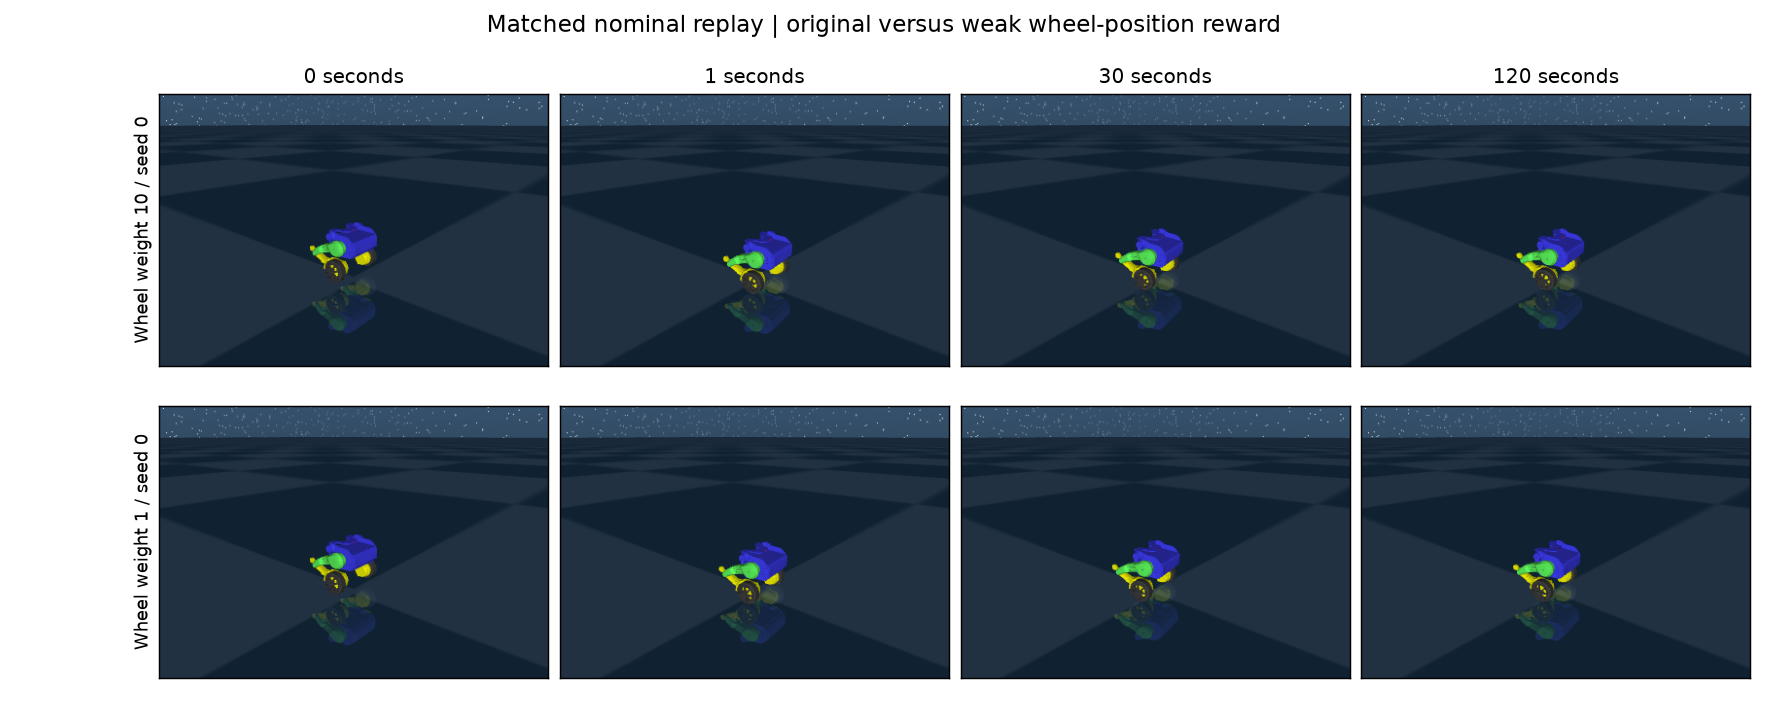 Matched nominal replay | original versus weak wheel-position reward
0 seconds
1 seconds
30 seconds
120 seconds
Wheel weight 10 / seed 0
Wheel weight 1 / seed 0